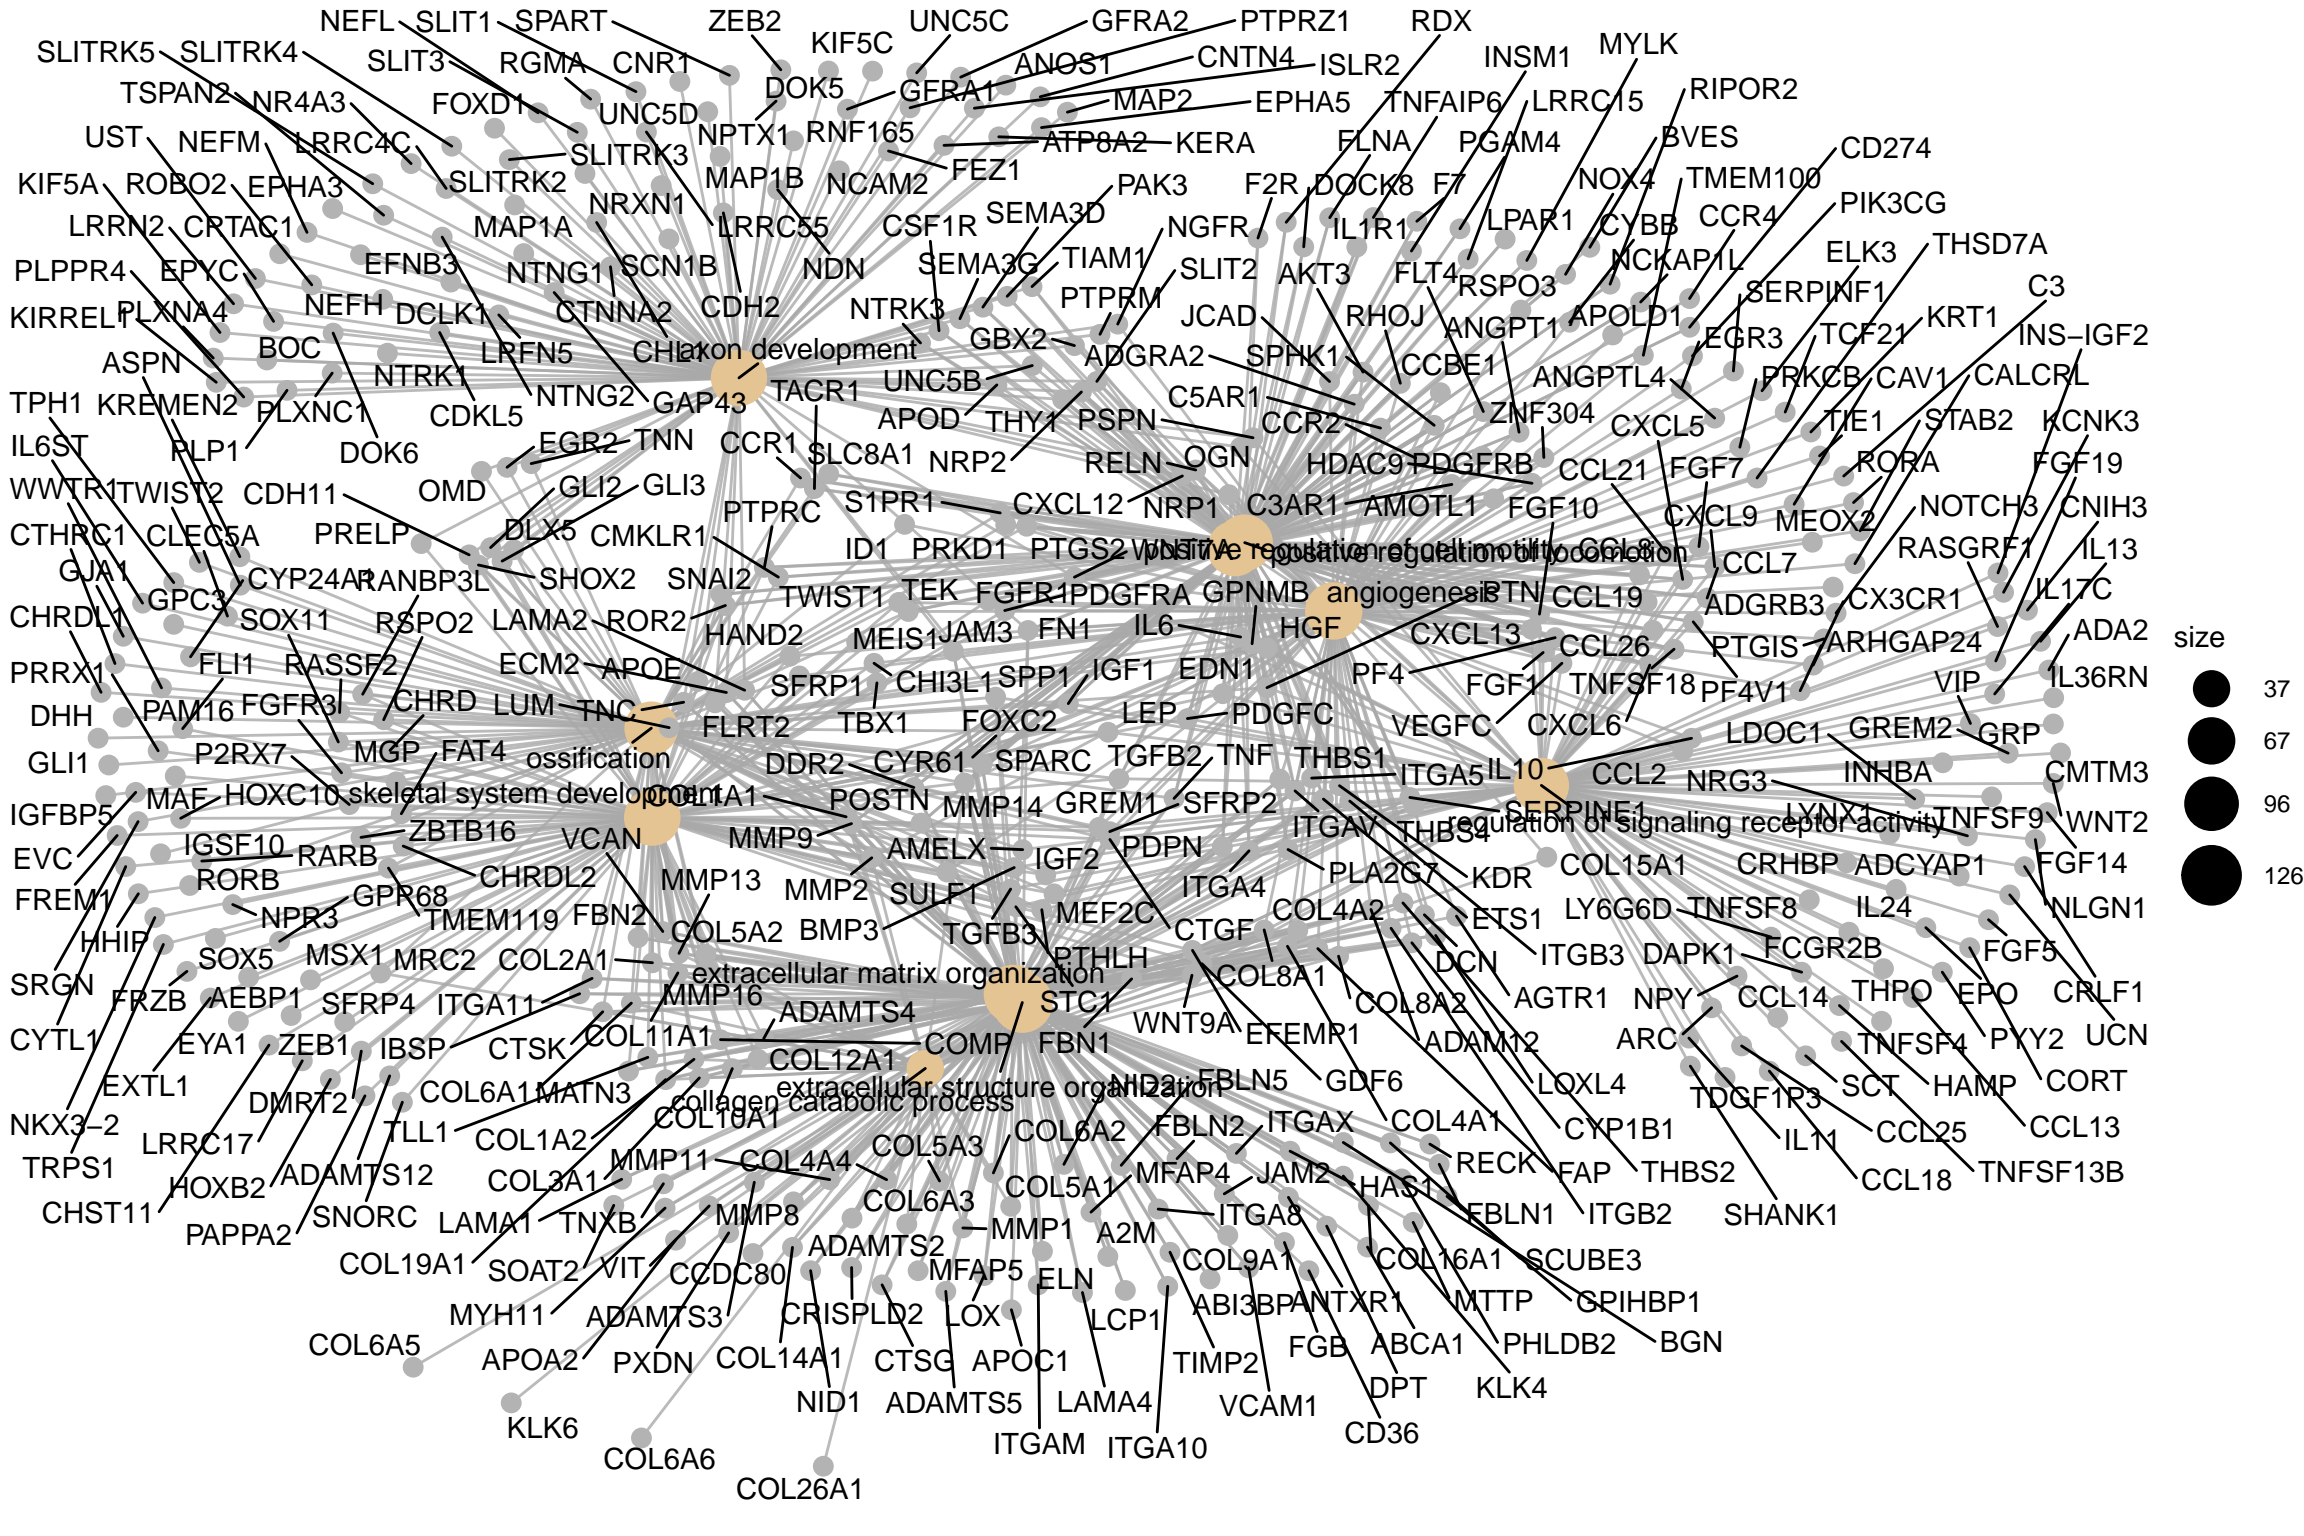 NEFL SLIT1 SPART ZEB2 UNC5C GFRA2 PTPRZ1 RDX
SLITRK5 SLITRK4 SLIT3 RGMA CNR1 KIF5C ANOS1 CNTN4 ISLR2 INSM1 MYLK
TSPAN2 NR4A3 FOXD1 UNC5D DOK5 GFRA1 MAP2 EPHA5 TNFAIP6 LRRC15 RIPOR2
UST NEFM LRRC4C SLITRK3 NPTX1 RNF165 ATP8A2 KERA FLNA PGAM4 BVES CD274
KIF5A ROBO2 EPHA3 SLITRK2 MAP1B NCAM2 FEZ1 PAK3 F2R DOCK8 F7 NOX4 TMEM100
LRRN2 CPTAC1 MAP1A NRXN1 LRRC55 CSF1R SEMA3D NGFR IL1R1 LPAR1 CYBB CCR4 PIK3CG
PLPPR4 EPYC EFNB3 NTNG1 SCN1B NDN SEMA3G TIAM1 SLIT2 AKT3 FLT4 RSPO3 NCKAP1L ELK3 THSD7A
KIRREL1 PLXNA4 NEFH DCLK1 CTNNA2 CDH2 NTRK3 PTPRM JCAD RHOJ ANGPT1 APOLD1 SERPINF1 C3
ASPN BOC NTRK1 LRFN5 CHL1 axon development GBX2 ADGRA2 SPHK1 CCBE1 EGR3 TCF21 KRT1 INS−IGF2
TPH1 KREMEN2 PLXNC1 CDKL5 NTNG2 GAP43 TACR1 UNC5B APOD THY1 PSPN C5AR1 CCR2 ANGPTL4 ZNF304 PRKCB CAV1 CALCRL
IL6ST PLP1 DOK6 EGR2 TNN CCR1 SLC8A1 NRP2 RELN OGN HDAC9 PDGFRB CCL21 CXCL5 FGF7 TIE1 STAB2 KCNK3
WWTR1 TWIST2 CDH11 OMD GLI2 GLI3 PTPRC S1PR1 CXCL12 NRP1 C3AR1 AMOTL1 FGF10 CXCL9 MEOX2 RORA FGF19
CTHRC1 CLEC5A PRELP DLX5 CMKLR1 ID1 PRKD1 PTGS2 WNT7A positive regulation of cell motility positive regulation of locomotion CCL8 CCL7 NOTCH3 RASGRF1 CNIH3 IL13
GJA1 GPC3 CYP24A1 RANBP3L SHOX2 SNAI2 TWIST1 TEK FGFR1 PDGFRA GPNMB angiogenesis PTN CCL19 ADGRB3 CX3CR1 IL17C
CHRDL1 SOX11 RSPO2 LAMA2 ROR2 HAND2 MEIS1 JAM3 FN1 IL6 HGF CXCL13 CCL26 PTGIS ARHGAP24 ADA2
PRRX1 FLI1 RASSF2 ECM2 APOE SFRP1 CHI3L1 SPP1 IGF1 EDN1 PF4 FGF1 TNFSF18 PF4V1 VIP IL36RN
DHH PAM16 FGFR3 CHRD LUM TNC FLRT2 TBX1 FOXC2 LEP PDGFC VEGFC CXCL6 LDOC1 GREM2 GRP
GLI1 P2RX7 MGP FAT4 ossification DDR2 CYR61 SPARC TGFB2 TNF THBS1 ITGA5 IL10 CCL2 NRG3 INHBA CMTM3
IGFBP5 MAF HOXC10 skeletal system development COL1A1 POSTN MMP14 GREM1 SFRP2 ITGAV THBS4 SERPINE1 regulation of signaling receptor activity LYNX1 TNFSF9 WNT2
EVC IGSF10 RARB ZBTB16 VCAN MMP9 AMELX IGF2 PDPN PLA2G7 KDR COL15A1 CRHBP ADCYAP1 FGF14
FREM1 RORB GPR68 CHRDL2 MMP13 MMP2 SULF1 ITGA4 LY6G6D TNFSF8 IL24 NLGN1
HHIP NPR3 TMEM119 FBN2 COL5A2 BMP3 TGFB3 MEF2C CTGF COL4A2 ETS1 ITGB3 DAPK1 FCGR2B FGF5
SRGN FRZB SOX5 MSX1 MRC2 COL2A1 extracellular matrix organization PTHLH COL8A1 DCN AGTR1 NPY CCL14 THPO EPO CRLF1
CYTL1 AEBP1 SFRP4 ITGA11 MMP16 ADAMTS4 STC1 WNT9A EFEMP1 COL8A2 ADAM12 ARC TNFSF4 PYY2 UCN
EXTL1 EYA1 ZEB1 IBSP CTSK COL11A1 COL12A1 COMP FBN1 GDF6 LOXL4 SCT HAMP CORT
NKX3−2 DMRT2 COL6A1 MATN3 extracellular structure organization NID2 FBLN5 TDGF1P3
LRRC17 TLL1 COL1A2 COL10A1 collagen catabolic process COL5A3 COL6A2 FBLN2 ITGAX COL4A1 CYP1B1 IL11 CCL25 CCL13
TRPS1 HOXB2 ADAMTS12 COL3A1 MMP11 COL4A4 COL6A3 COL5A1 MFAP4 JAM2 HAS1 RECK FAP THBS2 CCL18 TNFSF13B
CHST11 PAPPA2 SNORC LAMA1 TNXB MMP8 ADAMTS2 MMP1 A2M ITGA8 FBLN1 ITGB2 SHANK1
COL19A1 SOAT2 VIT CCDC80 MFAP5 ELN COL9A1 COL16A1 SCUBE3
MYH11 ADAMTS3 CRISPLD2 LOX LCP1 ABI3BP ANTXR1 MTTP GPIHBP1
COL6A5 APOA2 PXDN COL14A1 CTSG APOC1 TIMP2 FGB ABCA1 PHLDB2 BGN
NID1 ADAMTS5 LAMA4 VCAM1 DPT KLK4
KLK6 ITGAM ITGA10 CD36
COL6A6
COL26A1
size
37
67
96
126